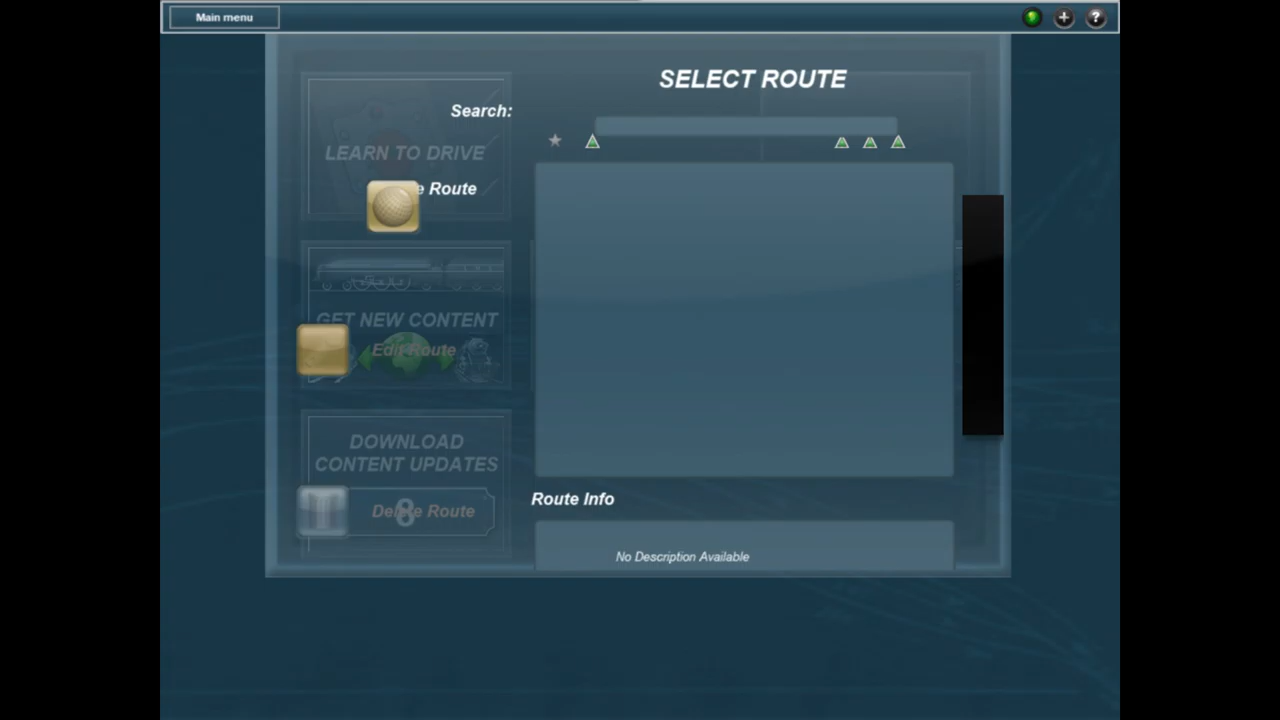 Main menu
?
SELECT ROUTE
Search:
LEARN TO DRIVE
Route
GET NEW CONTENT
Edit Route
DOWNLOAD
CONTENT UPDATES
Delete Route
Route Info
No Description Available